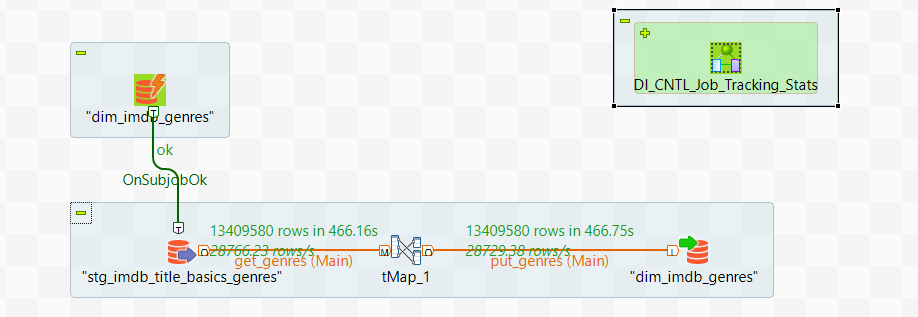 DI_CNTL_Job_Tracking_Stats
"dim_imdb_genres"
T
ok
OnSubjobOk
T
13409580 rows in 466.16s
13409580 rows in 466.75s
O
28766.23 rows/s
M
O
28729.38 rows/s
I
get_genres (Main)
put_genres (Main)
"stg_imdb_title_basics_genres"
tMap_1
"dim_imdb_genres"